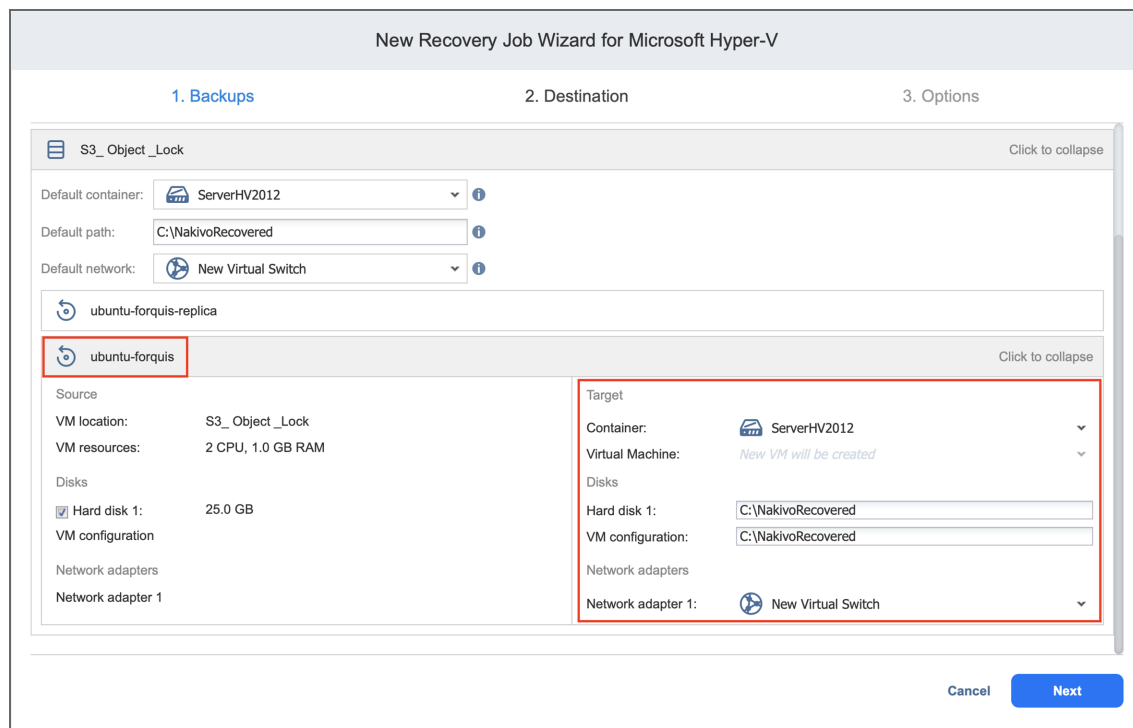 New Recovery Job Wizard for Microsoft Hyper-V
1. Backups 2. Destination 3. Options
S3_ Object _Lock Click to collapse
Default container: ServerHV2012
Default path: C:\NakivoRecovered
Default network: New Virtual Switch
ubuntu-forquis-replica
ubuntu-forquis Click to collapse
Source
VM location: S3_ Object _Lock
VM resources: 2 CPU, 1.0 GB RAM
Disks
Hard disk 1: 25.0 GB
VM configuration
Network adapters
Network adapter 1
Target
Container: ServerHV2012
Virtual Machine: New VM will be created
Disks
Hard disk 1: C:\NakivoRecovered
VM configuration: C:\NakivoRecovered
Network adapters
Network adapter 1: New Virtual Switch
Cancel Next